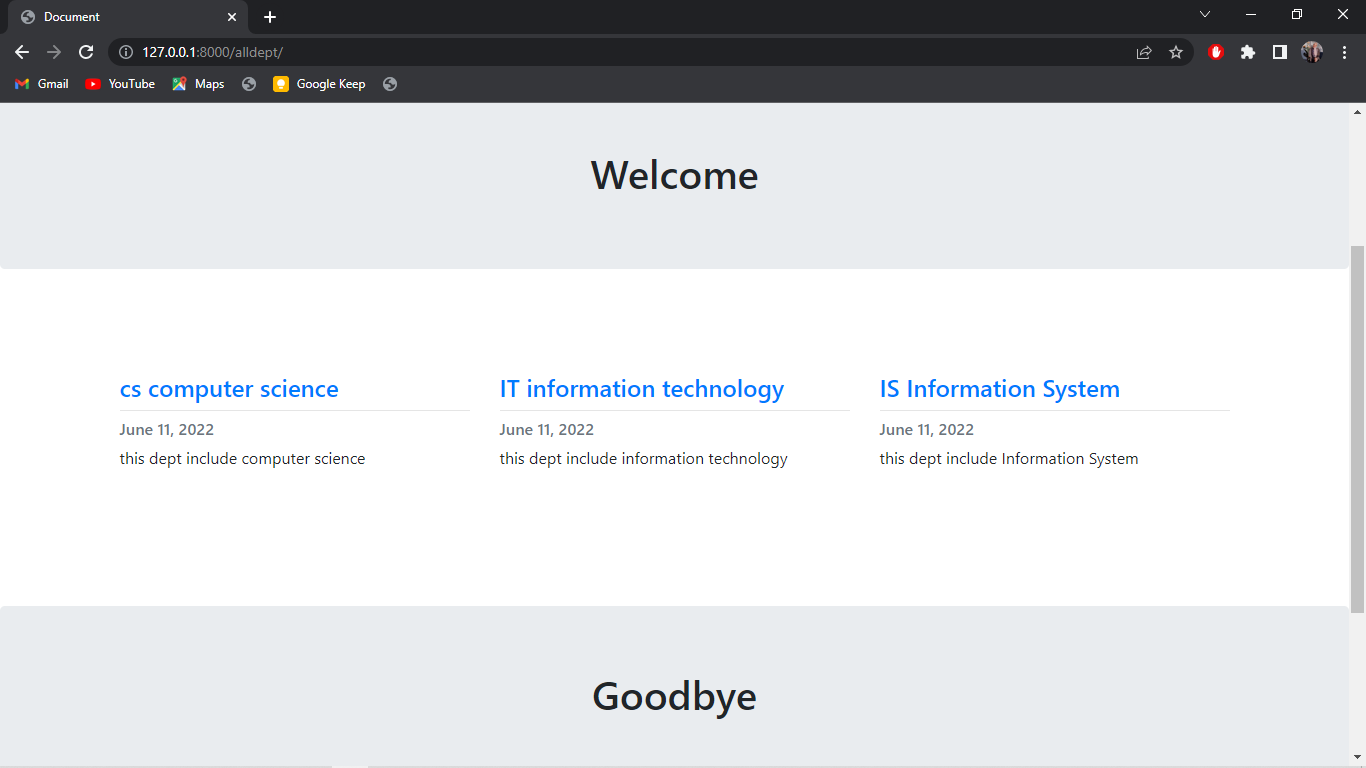 Document
127.0.0.1:8000/alldept/
Gmail YouTube Maps Google Keep
Welcome
cs computer science
June 11, 2022
this dept include computer science
IT information technology
June 11, 2022
this dept include information technology
IS Information System
June 11, 2022
this dept include Information System
Goodbye